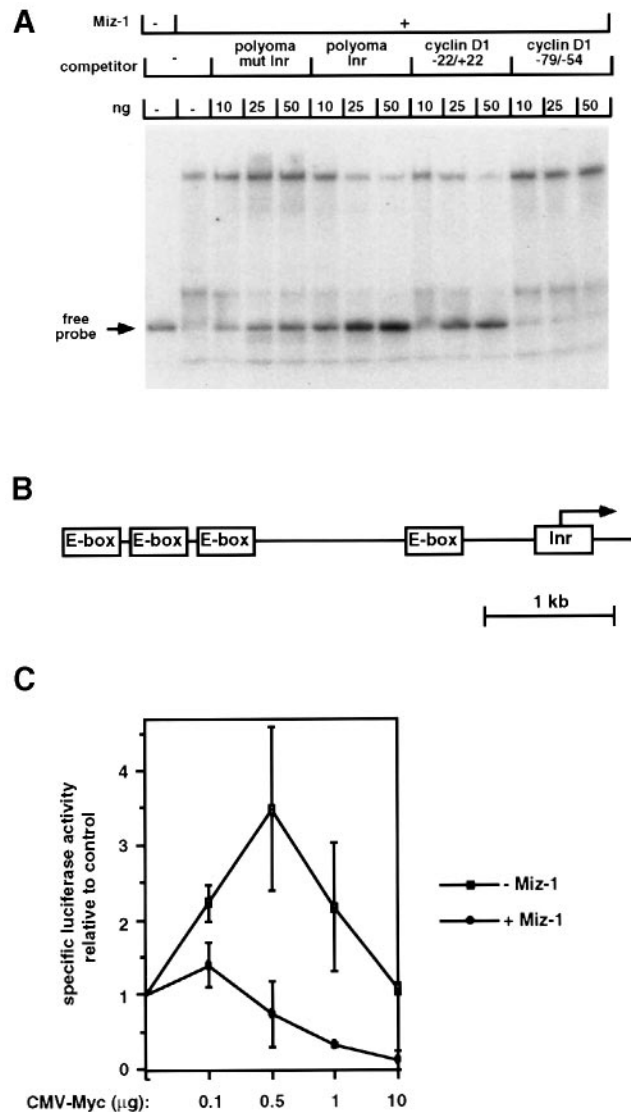 A
Miz-1 - +
polyoma polyoma cyclin D1 cyclin D1
competitor - mut Inr Inr -22/+22 -79/-54
ng - - 10 25 50 10 25 50 10 25 50 10 25 50
free
probe
B
E-box E-box E-box E-box Inr
1 kb
C
4
3
2
1
0
specific luciferase activity
relative to control
- Miz-1
+ Miz-1
CMV-Myc (μg): 0.1 0.5 1 10